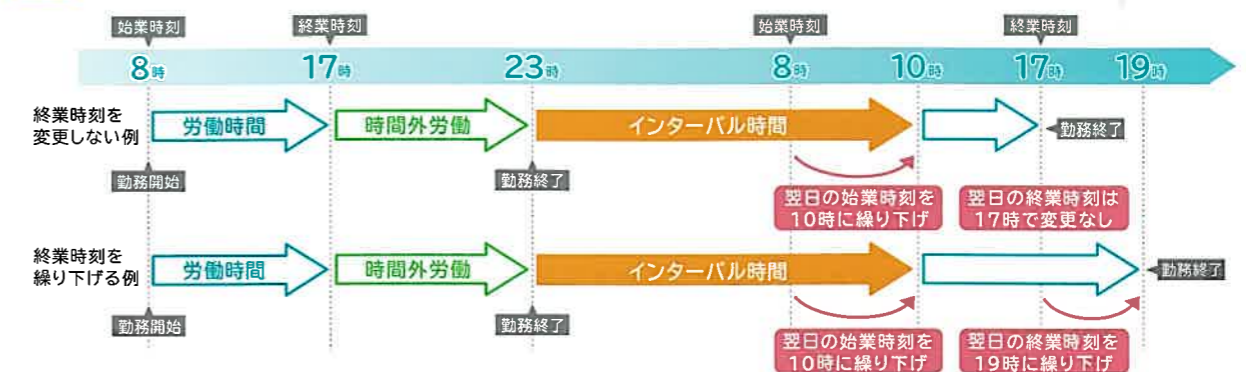 始業時刻
終業時刻
始業時刻
終業時刻
8時
17時
23時
8時
10時
17時
19時
終業時刻を
変更しない例
労働時間
時間外労働
インターバル時間
勤務終了
勤務開始
勤務終了
翌日の始業時刻を
10時に繰り下げ
翌日の終業時刻は
17時で変更なし
終業時刻を
繰り下げる例
労働時間
時間外労働
インターバル時間
勤務終了
勤務開始
勤務終了
翌日の始業時刻を
10時に繰り下げ
翌日の終業時刻を
19時に繰り下げ